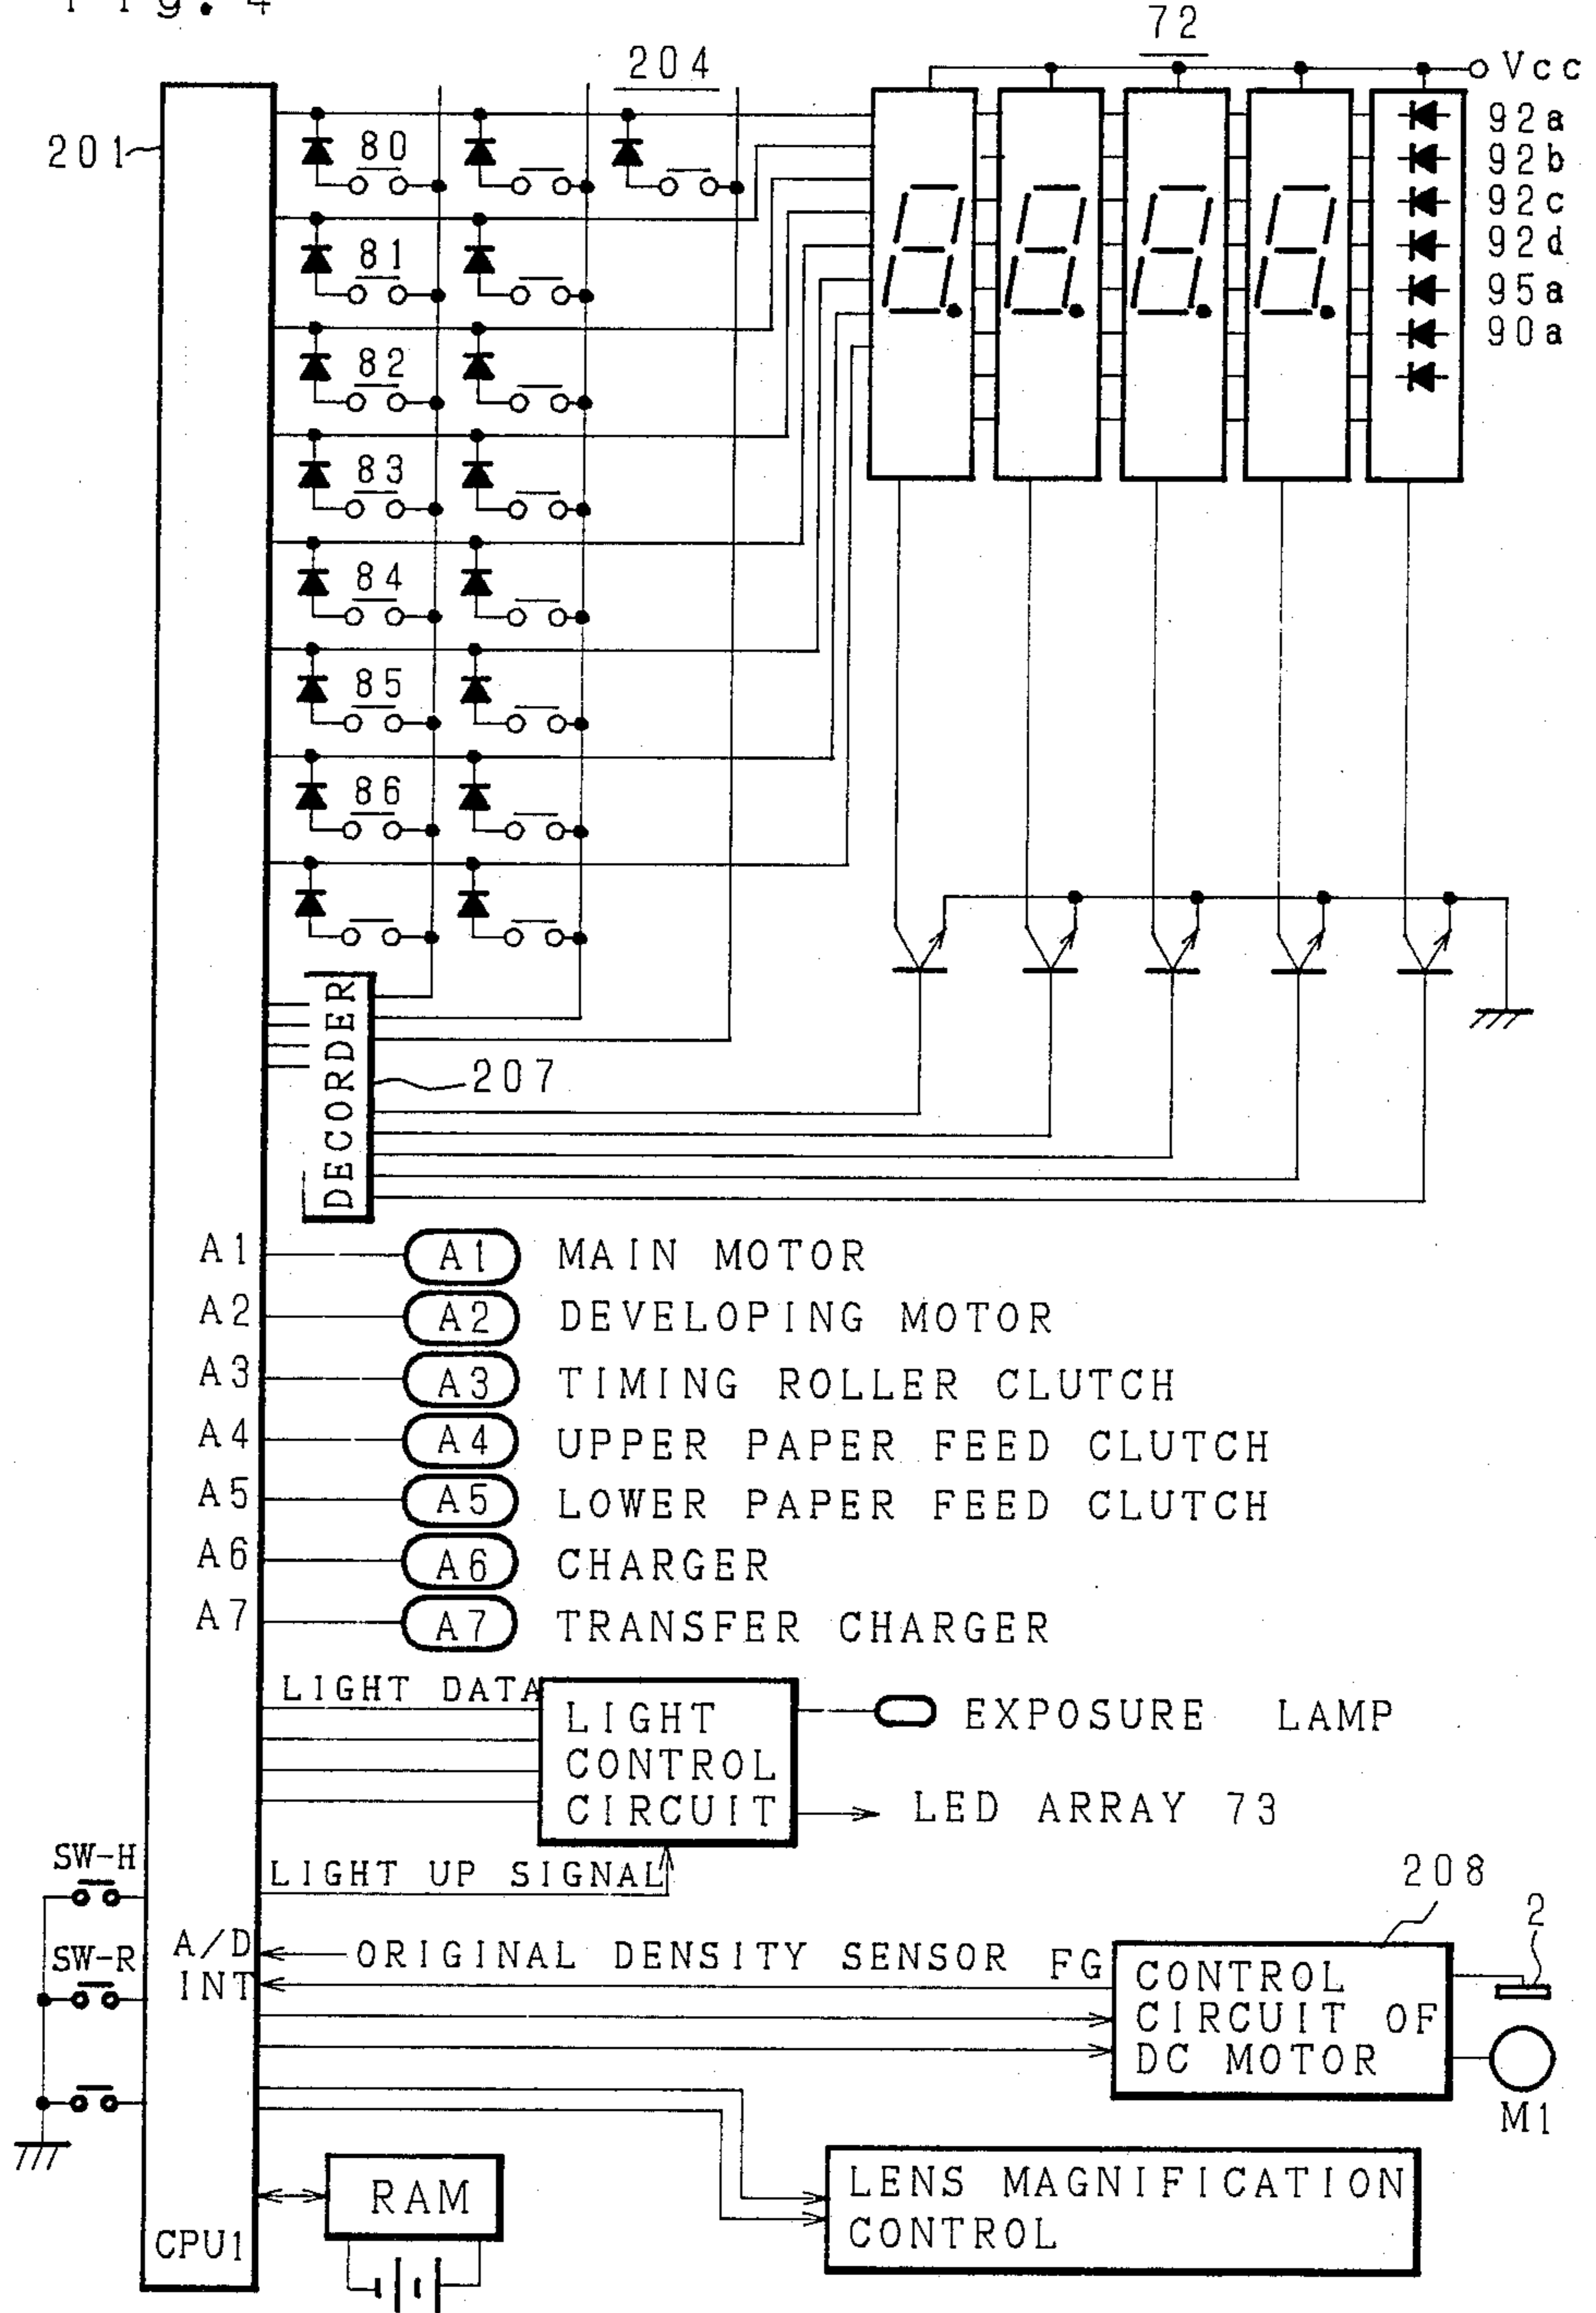 Fig. 4
72
204
Vcc
201
80
92a
92b
92c
81
92d
95a
90a
82
83
84
85
86
DECORDER
207
A1 A1 MAIN MOTOR
A2 A2 DEVELOPING MOTOR
A3 A3 TIMING ROLLER CLUTCH
A4 A4 UPPER PAPER FEED CLUTCH
A5 A5 LOWER PAPER FEED CLUTCH
A6 A6 CHARGER
A7 A7 TRANSFER CHARGER
LIGHT DATA
LIGHT
CONTROL
CIRCUIT
EXPOSURE LAMP
LED ARRAY 73
SW-H
LIGHT UP SIGNAL
208
2
SW-R
A/D
ORIGINAL DENSITY SENSOR
INT
FG
CONTROL
CIRCUIT OF
DC MOTOR
M1
RAM
LENS MAGNIFICATION
CONTROL
CPU1